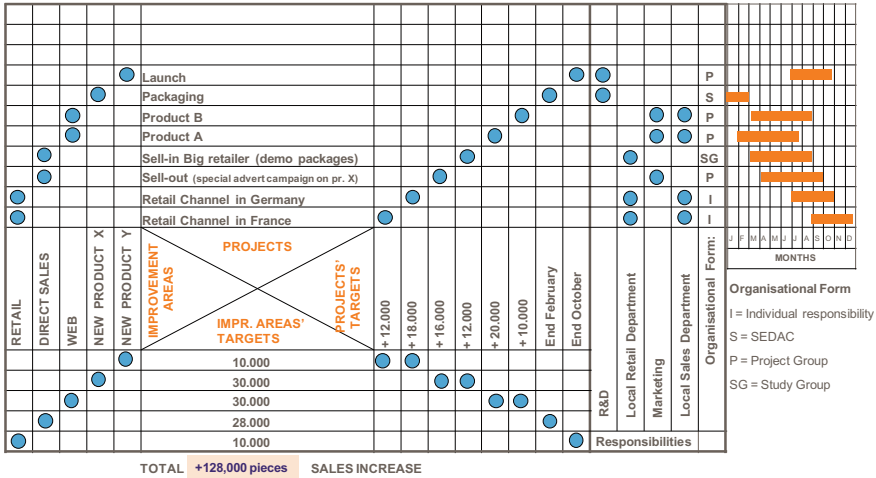 Launch
P
Packaging
S
Product B
P
Product A
P
Sell-in Big retailer (demo packages)
SG
Sell-out (special advert campaign on pr. X)
P
Retail Channel in Germany
I
Retail Channel in France
I
J F M A M J J A S O N D
MONTHS
RETAIL
DIRECT SALES
WEB
NEW PRODUCT X
NEW PRODUCT Y
IMPROVEMENT
AREAS
PROJECTS
PROJECTS'
TARGETS
IMPR. AREAS'
TARGETS
+ 12.000
+ 18.000
+ 16.000
+ 12.000
+ 20.000
+ 10.000
End February
End October
R&D
Local Retail Department
Marketing
Local Sales Department
Organisational Form:
Organisational Form
I = Individual responsibility
S = SEDAC
P = Project Group
SG = Study Group
10.000
30.000
30.000
28.000
10.000
Responsibilities
TOTAL +128,000 pieces SALES INCREASE